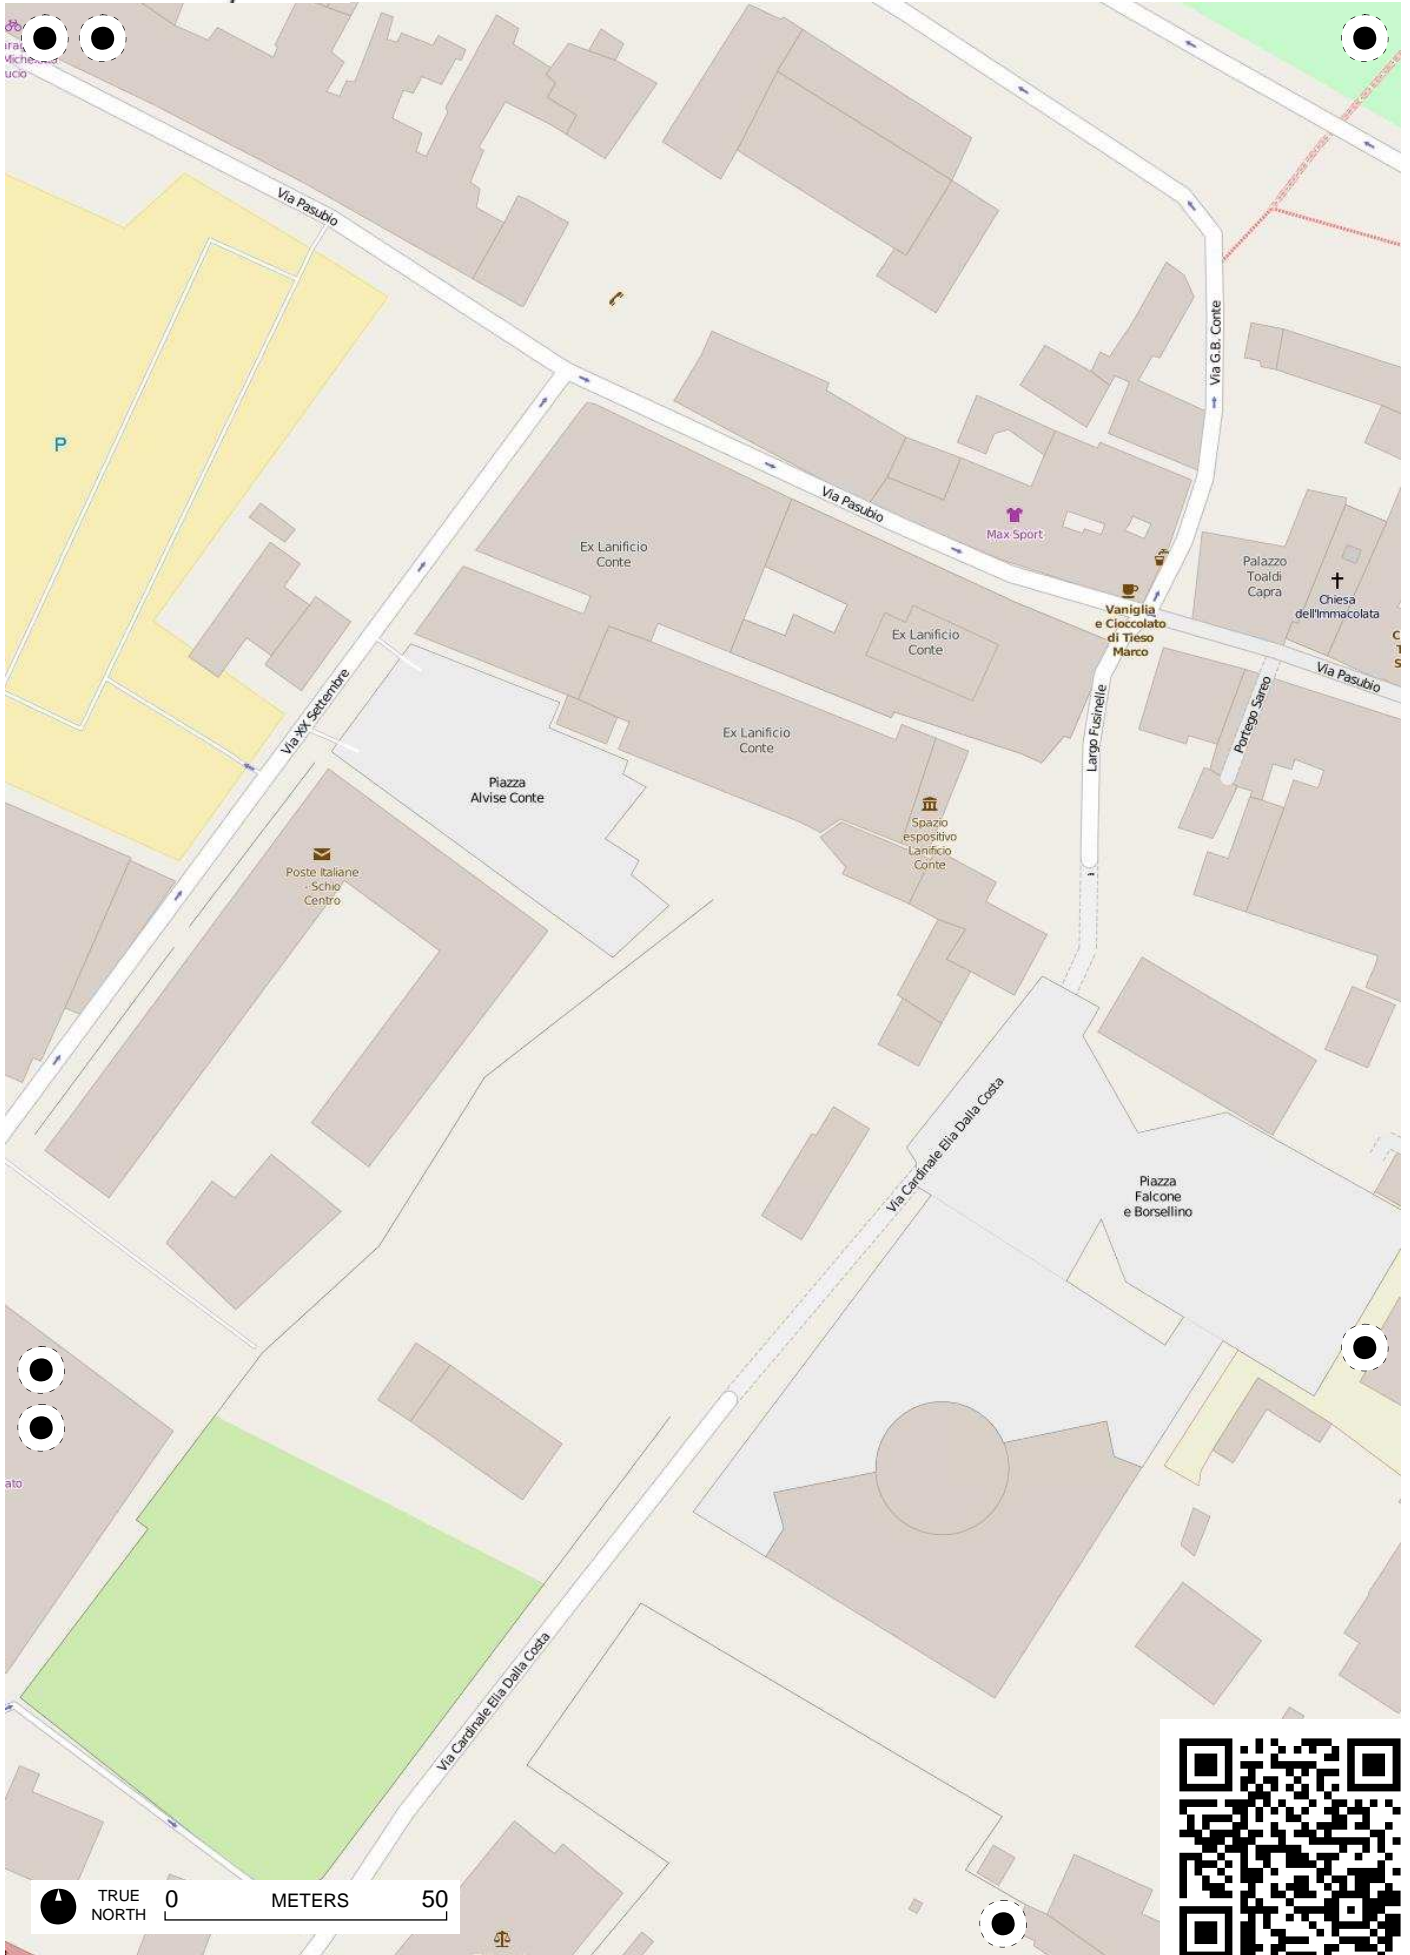 ucio
Via Pasubio
Via G.B. Conte
P
Via Pasubio
Max Sport
Ex Lanificio
Conte
Palazzo
Toaldi
Capra
Chiesa
dell'Immacolata
Vaniglia
e Cioccolato
di Tieso
Marco
Ex Lanificio
Conte
Via Pasubio
Via XX Settembre
Portego Sareo
Largo Fusinelle
Ex Lanificio
Conte
Piazza
Alvise Conte
Spazio
espositivo
Lanificio
Conte
Poste Italiane
- Schio
Centro
Via Cardinale Elia Dalla Costa
Piazza
Falcone
e Borsellino
ato
Via Cardinale Elia Dalla Costa
TRUE
NORTH
0 METERS 50